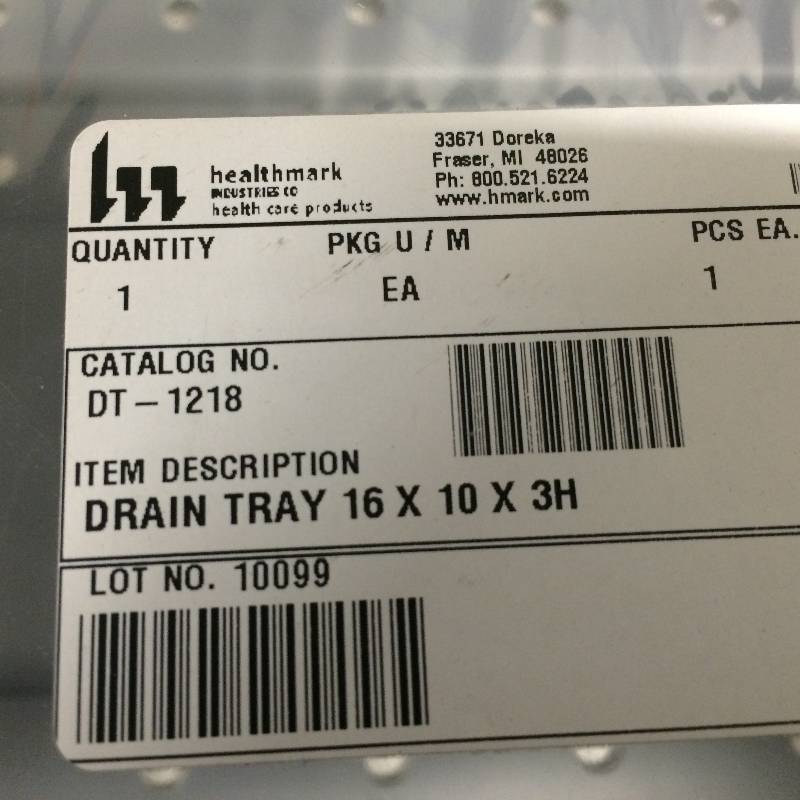 healthmark
INDUSTRIES CO
health care products
33671 Doreka
Fraser, MI 48026
Ph: 800.521.6224
www.hmark.com
QUANTITY PKG U / M PCS EA.
1 EA 1
CATALOG NO.
DT – 1218
ITEM DESCRIPTION
DRAIN TRAY 16 X 10 X 3H
LOT NO. 10099